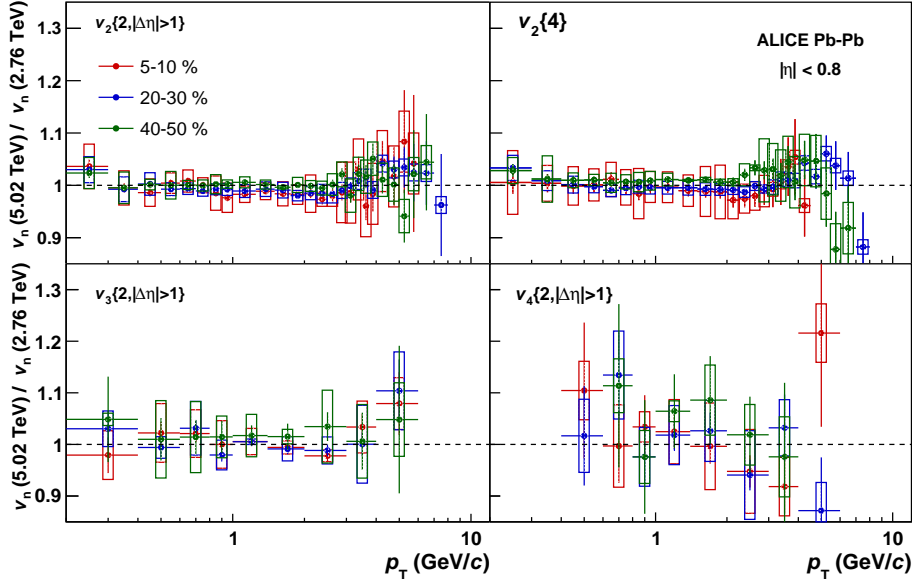 v₂{2,|Δη|>1}
5-10 %
20-30 %
40-50 %
v₂{4}
ALICE Pb-Pb
|η| < 0.8
vₙ (5.02 TeV) / vₙ (2.76 TeV)
1.3
1.2
1.1
1
0.9
v₃{2,|Δη|>1}
v₄{2,|Δη|>1}
vₙ (5.02 TeV) / vₙ (2.76 TeV)
1.3
1.2
1.1
1
0.9
1
10
1
10
p_T (GeV/c)
p_T (GeV/c)